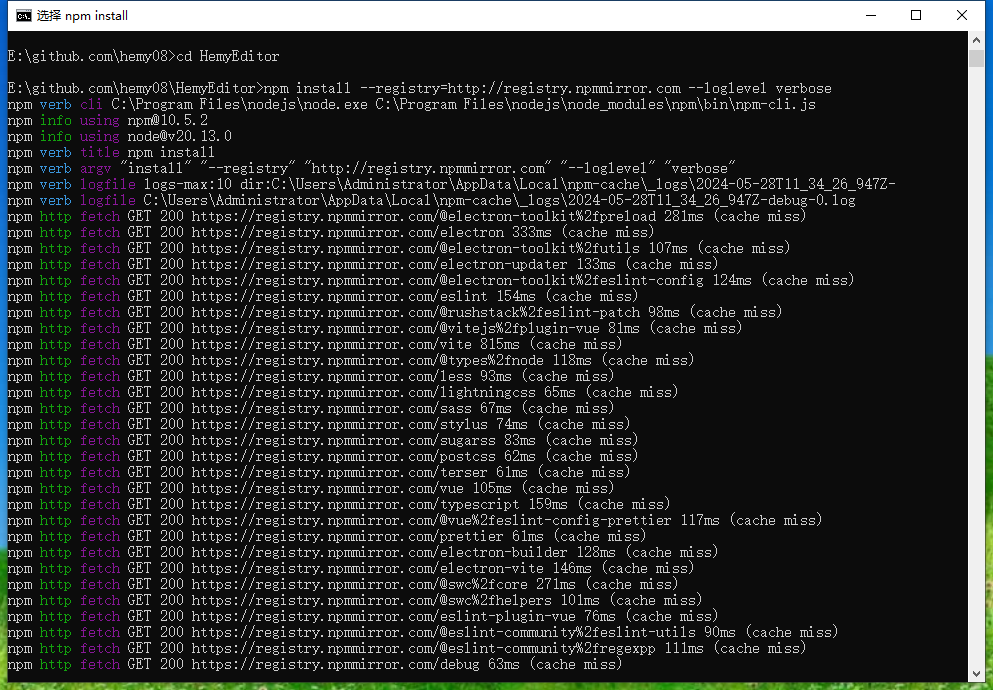 选择 npm install
E:\github.com\hemy08>cd HemyEditor
E:\github.com\hemy08\HemyEditor>npm install --registry=http://registry.npmmirror.com --loglevel verbose
npm verb cli C:\Program Files\nodejs\node.exe C:\Program Files\nodejs\node_modules\npm\bin\npm-cli.js
npm info using npm@10.5.2
npm info using node@v20.13.0
npm verb title npm install
npm verb argv "install" "--registry" "http://registry.npmmirror.com" "--loglevel" "verbose"
npm verb logfile logs-max:10 dir:C:\Users\Administrator\AppData\Local\npm-cache\_logs\2024-05-28T11_34_26_947Z-
npm verb logfile C:\Users\Administrator\AppData\Local\npm-cache\_logs\2024-05-28T11_34_26_947Z-debug-0.log
npm http fetch GET 200 https://registry.npmmirror.com/@electron-toolkit%2fpreload 281ms (cache miss)
npm http fetch GET 200 https://registry.npmmirror.com/electron 333ms (cache miss)
npm http fetch GET 200 https://registry.npmmirror.com/@electron-toolkit%2futils 107ms (cache miss)
npm http fetch GET 200 https://registry.npmmirror.com/electron-updater 133ms (cache miss)
npm http fetch GET 200 https://registry.npmmirror.com/@electron-toolkit%2feslint-config 124ms (cache miss)
npm http fetch GET 200 https://registry.npmmirror.com/eslint 154ms (cache miss)
npm http fetch GET 200 https://registry.npmmirror.com/@rushstack%2feslint-patch 98ms (cache miss)
npm http fetch GET 200 https://registry.npmmirror.com/@vitejs%2fplugin-vue 81ms (cache miss)
npm http fetch GET 200 https://registry.npmmirror.com/vite 815ms (cache miss)
npm http fetch GET 200 https://registry.npmmirror.com/@types%2fnode 118ms (cache miss)
npm http fetch GET 200 https://registry.npmmirror.com/less 93ms (cache miss)
npm http fetch GET 200 https://registry.npmmirror.com/lightningcss 65ms (cache miss)
npm http fetch GET 200 https://registry.npmmirror.com/sass 67ms (cache miss)
npm http fetch GET 200 https://registry.npmmirror.com/stylus 74ms (cache miss)
npm http fetch GET 200 https://registry.npmmirror.com/sugarss 83ms (cache miss)
npm http fetch GET 200 https://registry.npmmirror.com/postcss 62ms (cache miss)
npm http fetch GET 200 https://registry.npmmirror.com/terser 61ms (cache miss)
npm http fetch GET 200 https://registry.npmmirror.com/vue 105ms (cache miss)
npm http fetch GET 200 https://registry.npmmirror.com/typescript 159ms (cache miss)
npm http fetch GET 200 https://registry.npmmirror.com/@vue%2feslint-config-prettier 117ms (cache miss)
npm http fetch GET 200 https://registry.npmmirror.com/prettier 61ms (cache miss)
npm http fetch GET 200 https://registry.npmmirror.com/electron-builder 128ms (cache miss)
npm http fetch GET 200 https://registry.npmmirror.com/electron-vite 146ms (cache miss)
npm http fetch GET 200 https://registry.npmmirror.com/@swc%2fcore 271ms (cache miss)
npm http fetch GET 200 https://registry.npmmirror.com/@swc%2fhelpers 101ms (cache miss)
npm http fetch GET 200 https://registry.npmmirror.com/eslint-plugin-vue 76ms (cache miss)
npm http fetch GET 200 https://registry.npmmirror.com/@eslint-community%2feslint-utils 90ms (cache miss)
npm http fetch GET 200 https://registry.npmmirror.com/@eslint-community%2fregexpp 111ms (cache miss)
npm http fetch GET 200 https://registry.npmmirror.com/debug 63ms (cache miss)